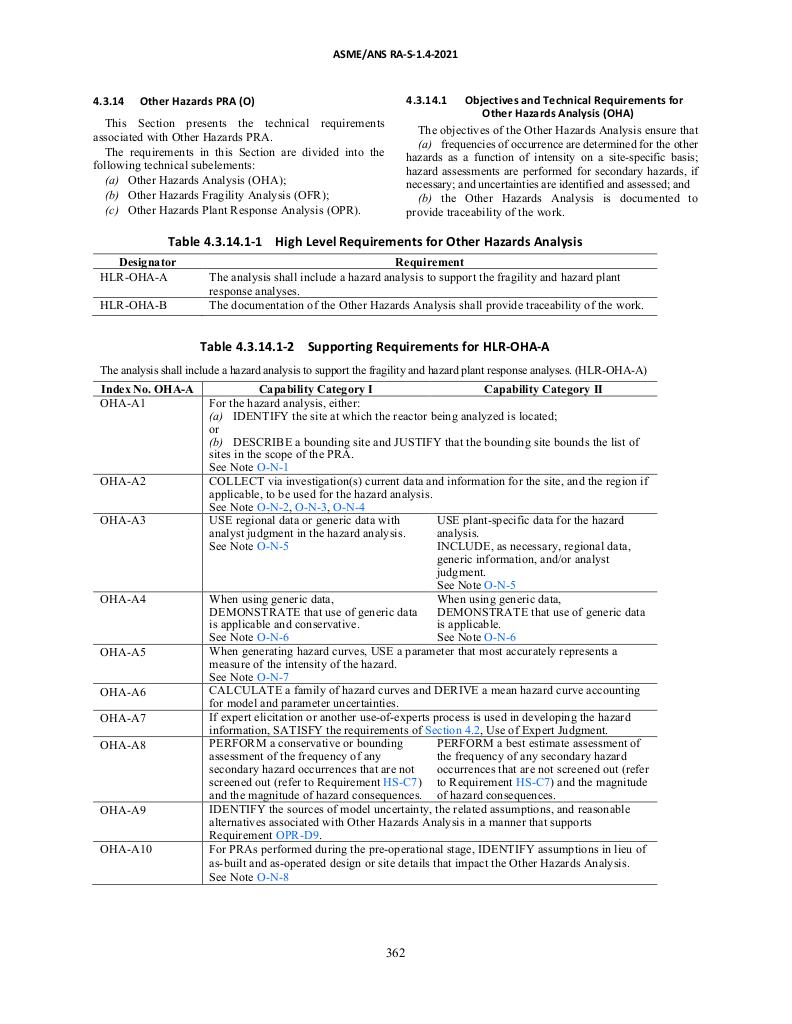 ASME/ANS RA-S-1.4-2021
4.3.14 Other Hazards PRA (O)
This Section presents the technical requirements
associated with Other Hazards PRA.
The requirements in this Section are divided into the
following technical subelements:
(a) Other Hazards Analysis (OHA);
(b) Other Hazards Fragility Analysis (OFR);
(c) Other Hazards Plant Response Analysis (OPR).
4.3.14.1 Objectives and Technical Requirements for
Other Hazards Analysis (OHA)
The objectives of the Other Hazards Analysis ensure that
(a) frequencies of occurrence are determined for the other
hazards as a function of intensity on a site-specific basis;
hazard assessments are performed for secondary hazards, if
necessary; and uncertainties are identified and assessed; and
(b) the Other Hazards Analysis is documented to
provide traceability of the work.
Table 4.3.14.1-1 High Level Requirements for Other Hazards Analysis
Designator Requirement
HLR-OHA-A The analysis shall include a hazard analysis to support the fragility and hazard plant
response analyses.
HLR-OHA-B The documentation of the Other Hazards Analysis shall provide traceability of the work.
Table 4.3.14.1-2 Supporting Requirements for HLR-OHA-A
The analysis shall include a hazard analysis to support the fragility and hazard plant response analyses. (HLR-OHA-A)
Index No. OHA-A Capability Category I Capability Category II
OHA-A1 For the hazard analysis, either:
(a) IDENTIFY the site at which the reactor being analyzed is located;
or
(b) DESCRIBE a bounding site and JUSTIFY that the bounding site bounds the list of
sites in the scope of the PRA.
See Note O-N-1
OHA-A2 COLLECT via investigation(s) current data and information for the site, and the region if
applicable, to be used for the hazard analysis.
See Note O-N-2, O-N-3, O-N-4
OHA-A3 USE regional data or generic data with
analyst judgment in the hazard analysis.
See Note O-N-5
USE plant-specific data for the hazard
analysis.
INCLUDE, as necessary, regional data,
generic information, and/or analyst
judgment.
See Note O-N-5
OHA-A4 When using generic data,
DEMONSTRATE that use of generic data
is applicable and conservative.
See Note O-N-6
When using generic data,
DEMONSTRATE that use of generic data
is applicable.
See Note O-N-6
OHA-A5 When generating hazard curves, USE a parameter that most accurately represents a
measure of the intensity of the hazard.
See Note O-N-7
OHA-A6 CALCULATE a family of hazard curves and DERIVE a mean hazard curve accounting
for model and parameter uncertainties.
OHA-A7 If expert elicitation or another use-of-experts process is used in developing the hazard
information, SATISFY the requirements of Section 4.2, Use of Expert Judgment.
OHA-A8 PERFORM a conservative or bounding
assessment of the frequency of any
secondary hazard occurrences that are not
screened out (refer to Requirement HS-C7)
and the magnitude of hazard consequences.
PERFORM a best estimate assessment of
the frequency of any secondary hazard
occurrences that are not screened out (refer
to Requirement HS-C7) and the magnitude
of hazard consequences.
OHA-A9 IDENTIFY the sources of model uncertainty, the related assumptions, and reasonable
alternatives associated with Other Hazards Analysis in a manner that supports
Requirement OPR-D9.
OHA-A10 For PRAs performed during the pre-operational stage, IDENTIFY assumptions in lieu of
as-built and as-operated design or site details that impact the Other Hazards Analysis.
See Note O-N-8
362